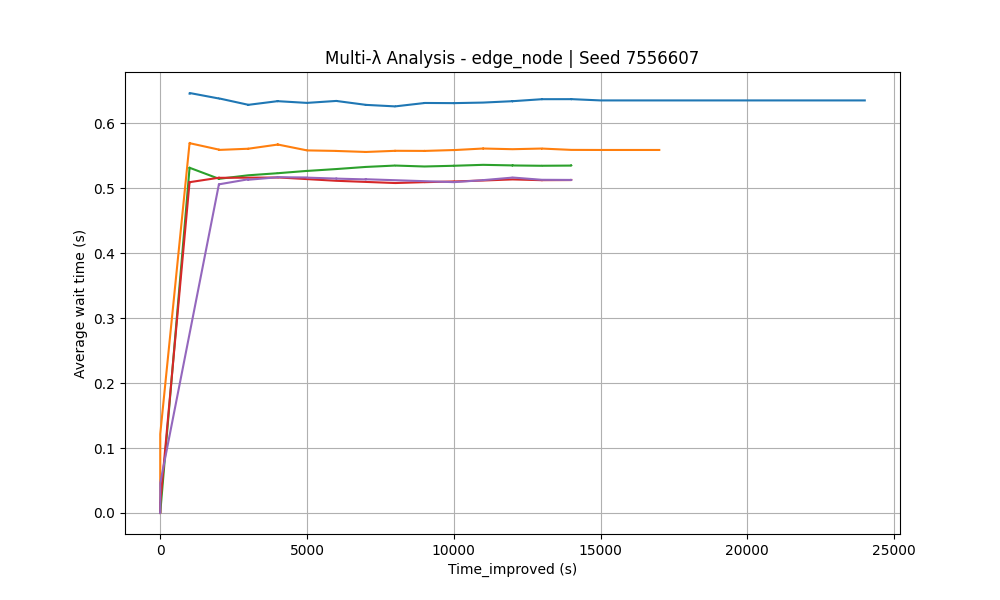 Multi-λ Analysis - edge_node | Seed 7556607
Average wait time (s)
0.6
0.5
0.4
0.3
0.2
0.1
0.0
0 5000 10000 15000 20000 25000
Time_improved (s)